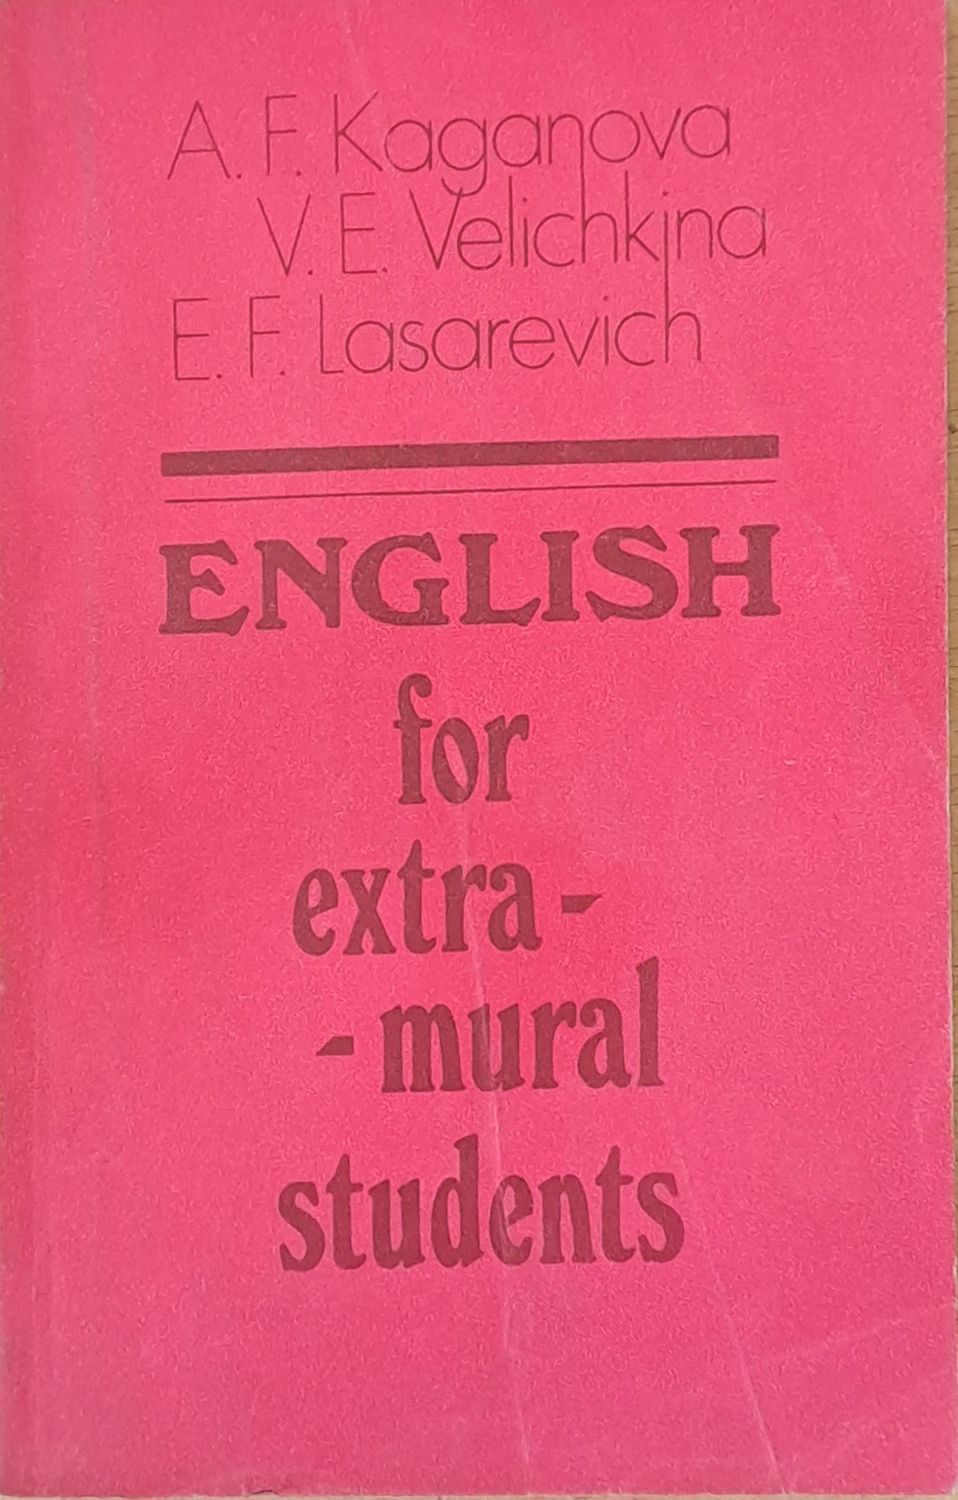 A. F. Kaganova
V. E. Velichkina
E. F. Lasarevich
ENGLISH
for
extra-
-mural
students